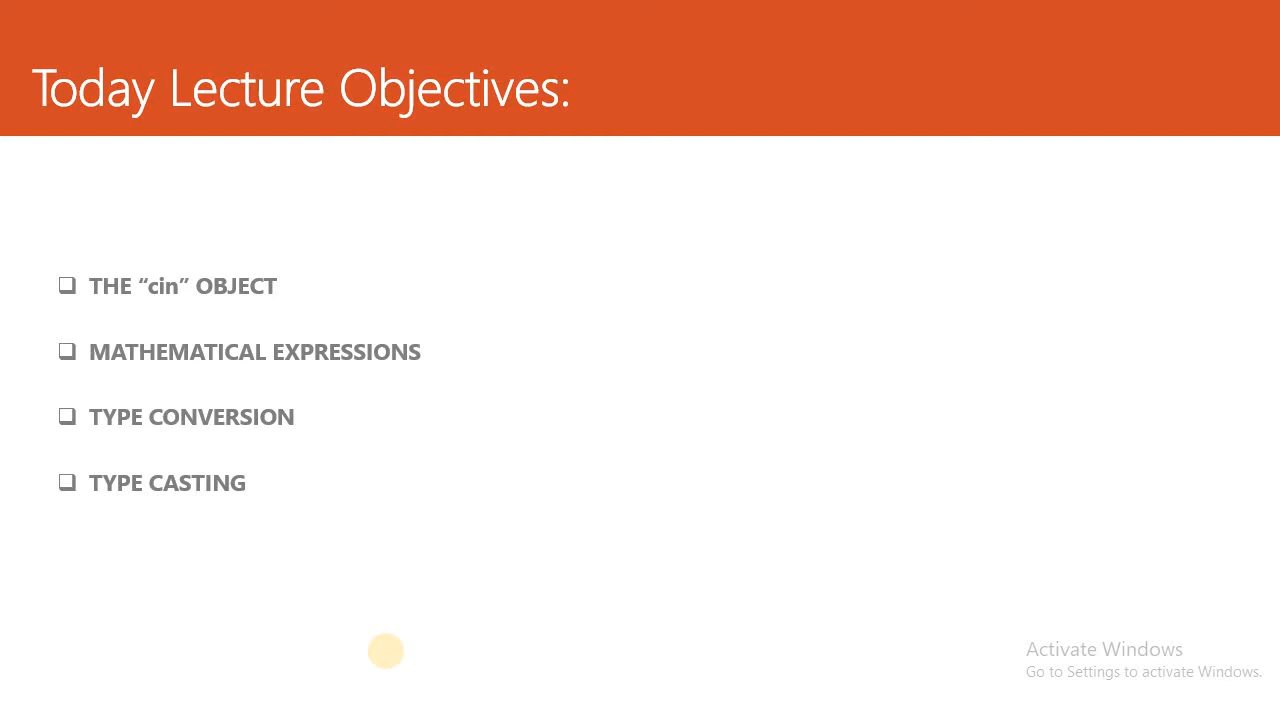 Today Lecture Objectives:
❑ THE “cin” OBJECT
❑ MATHEMATICAL EXPRESSIONS
❑ TYPE CONVERSION
❑ TYPE CASTING
Activate Windows
Go to Settings to activate Windows.